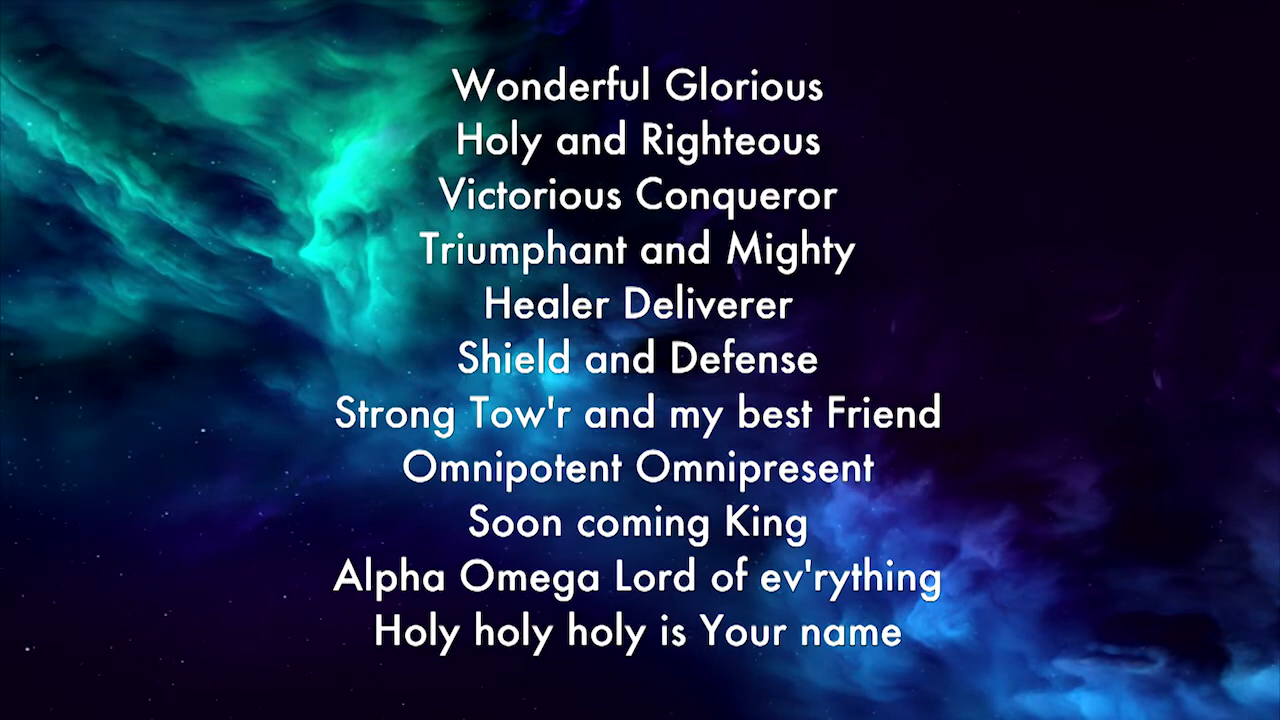 Wonderful Glorious
Holy and Righteous
Victorious Conqueror
Triumphant and Mighty
Healer Deliverer
Shield and Defense
Strong Tow'r and my best Friend
Omnipotent Omnipresent
Soon coming King
Alpha Omega Lord of ev'rything
Holy holy holy is Your name